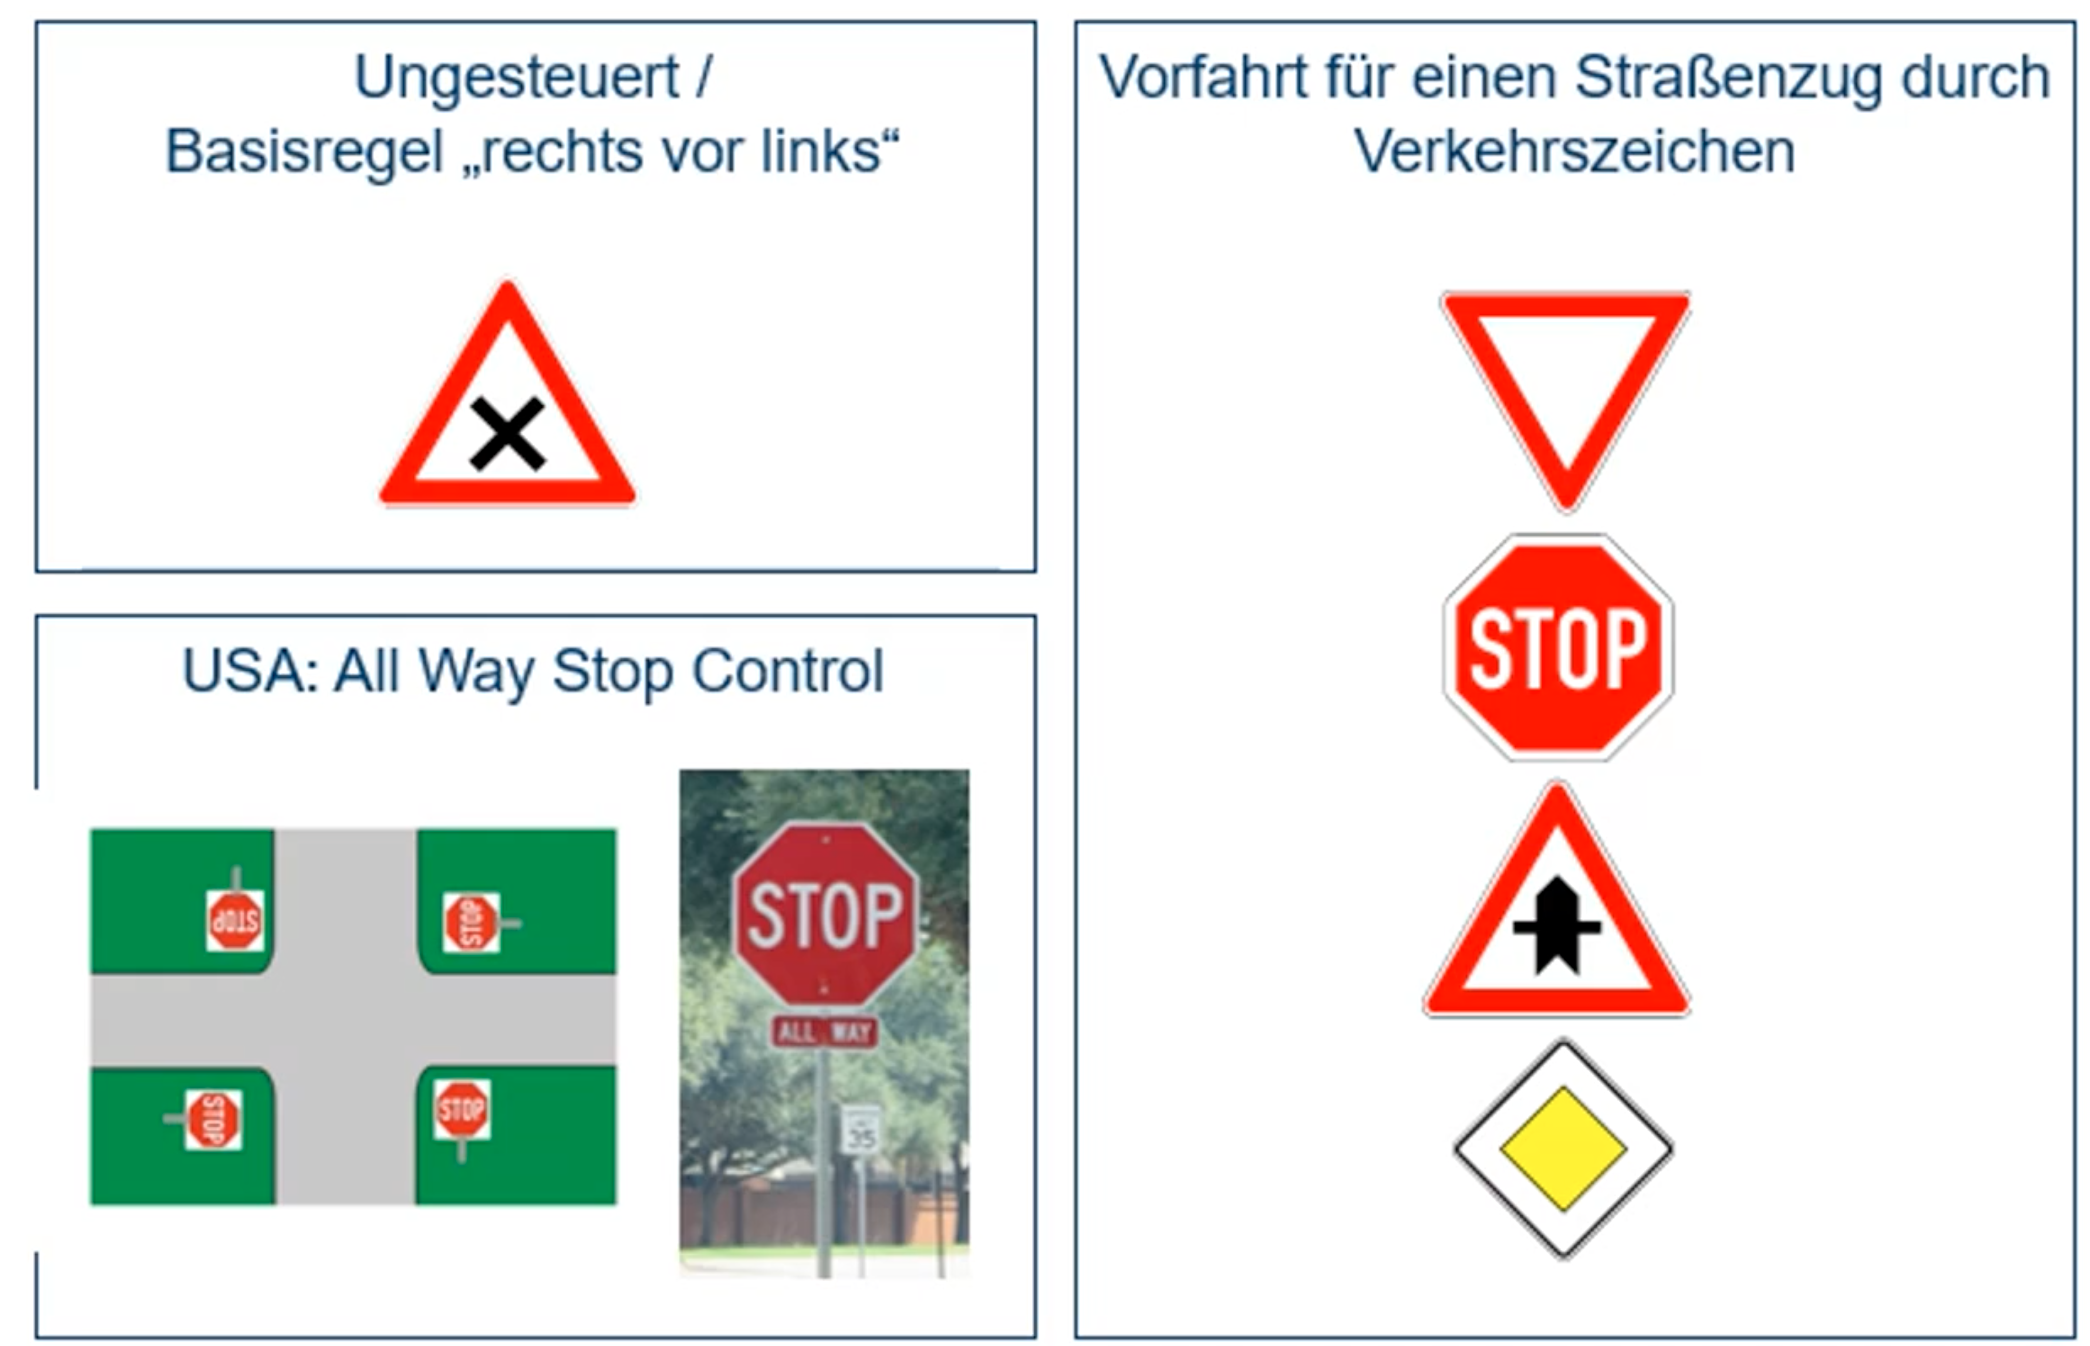 Ungesteuert /
Basisregel „rechts vor links“
USA: All Way Stop Control
STOP
STOP
STOP
STOP
STOP
ALL WAY
35
Vorfahrt für einen Straßenzug durch
Verkehrszeichen
STOP